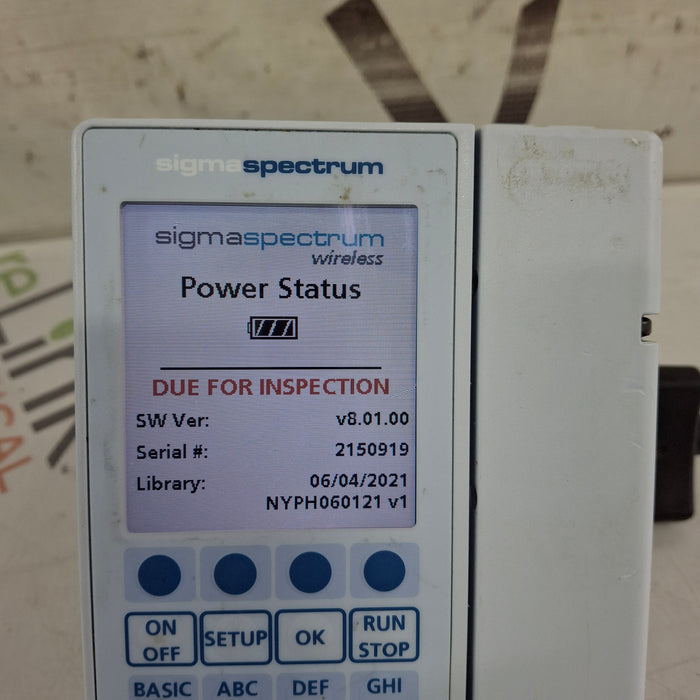 sigmaspectrum
sigmaspectrum
wireless
Power Status
DUE FOR INSPECTION
SW Ver: v8.01.00
Serial #: 2150919
Library: 06/04/2021
NYPH060121 v1
ON OFF
SETUP
OK
RUN STOP
BASIC ABC DEF GHI